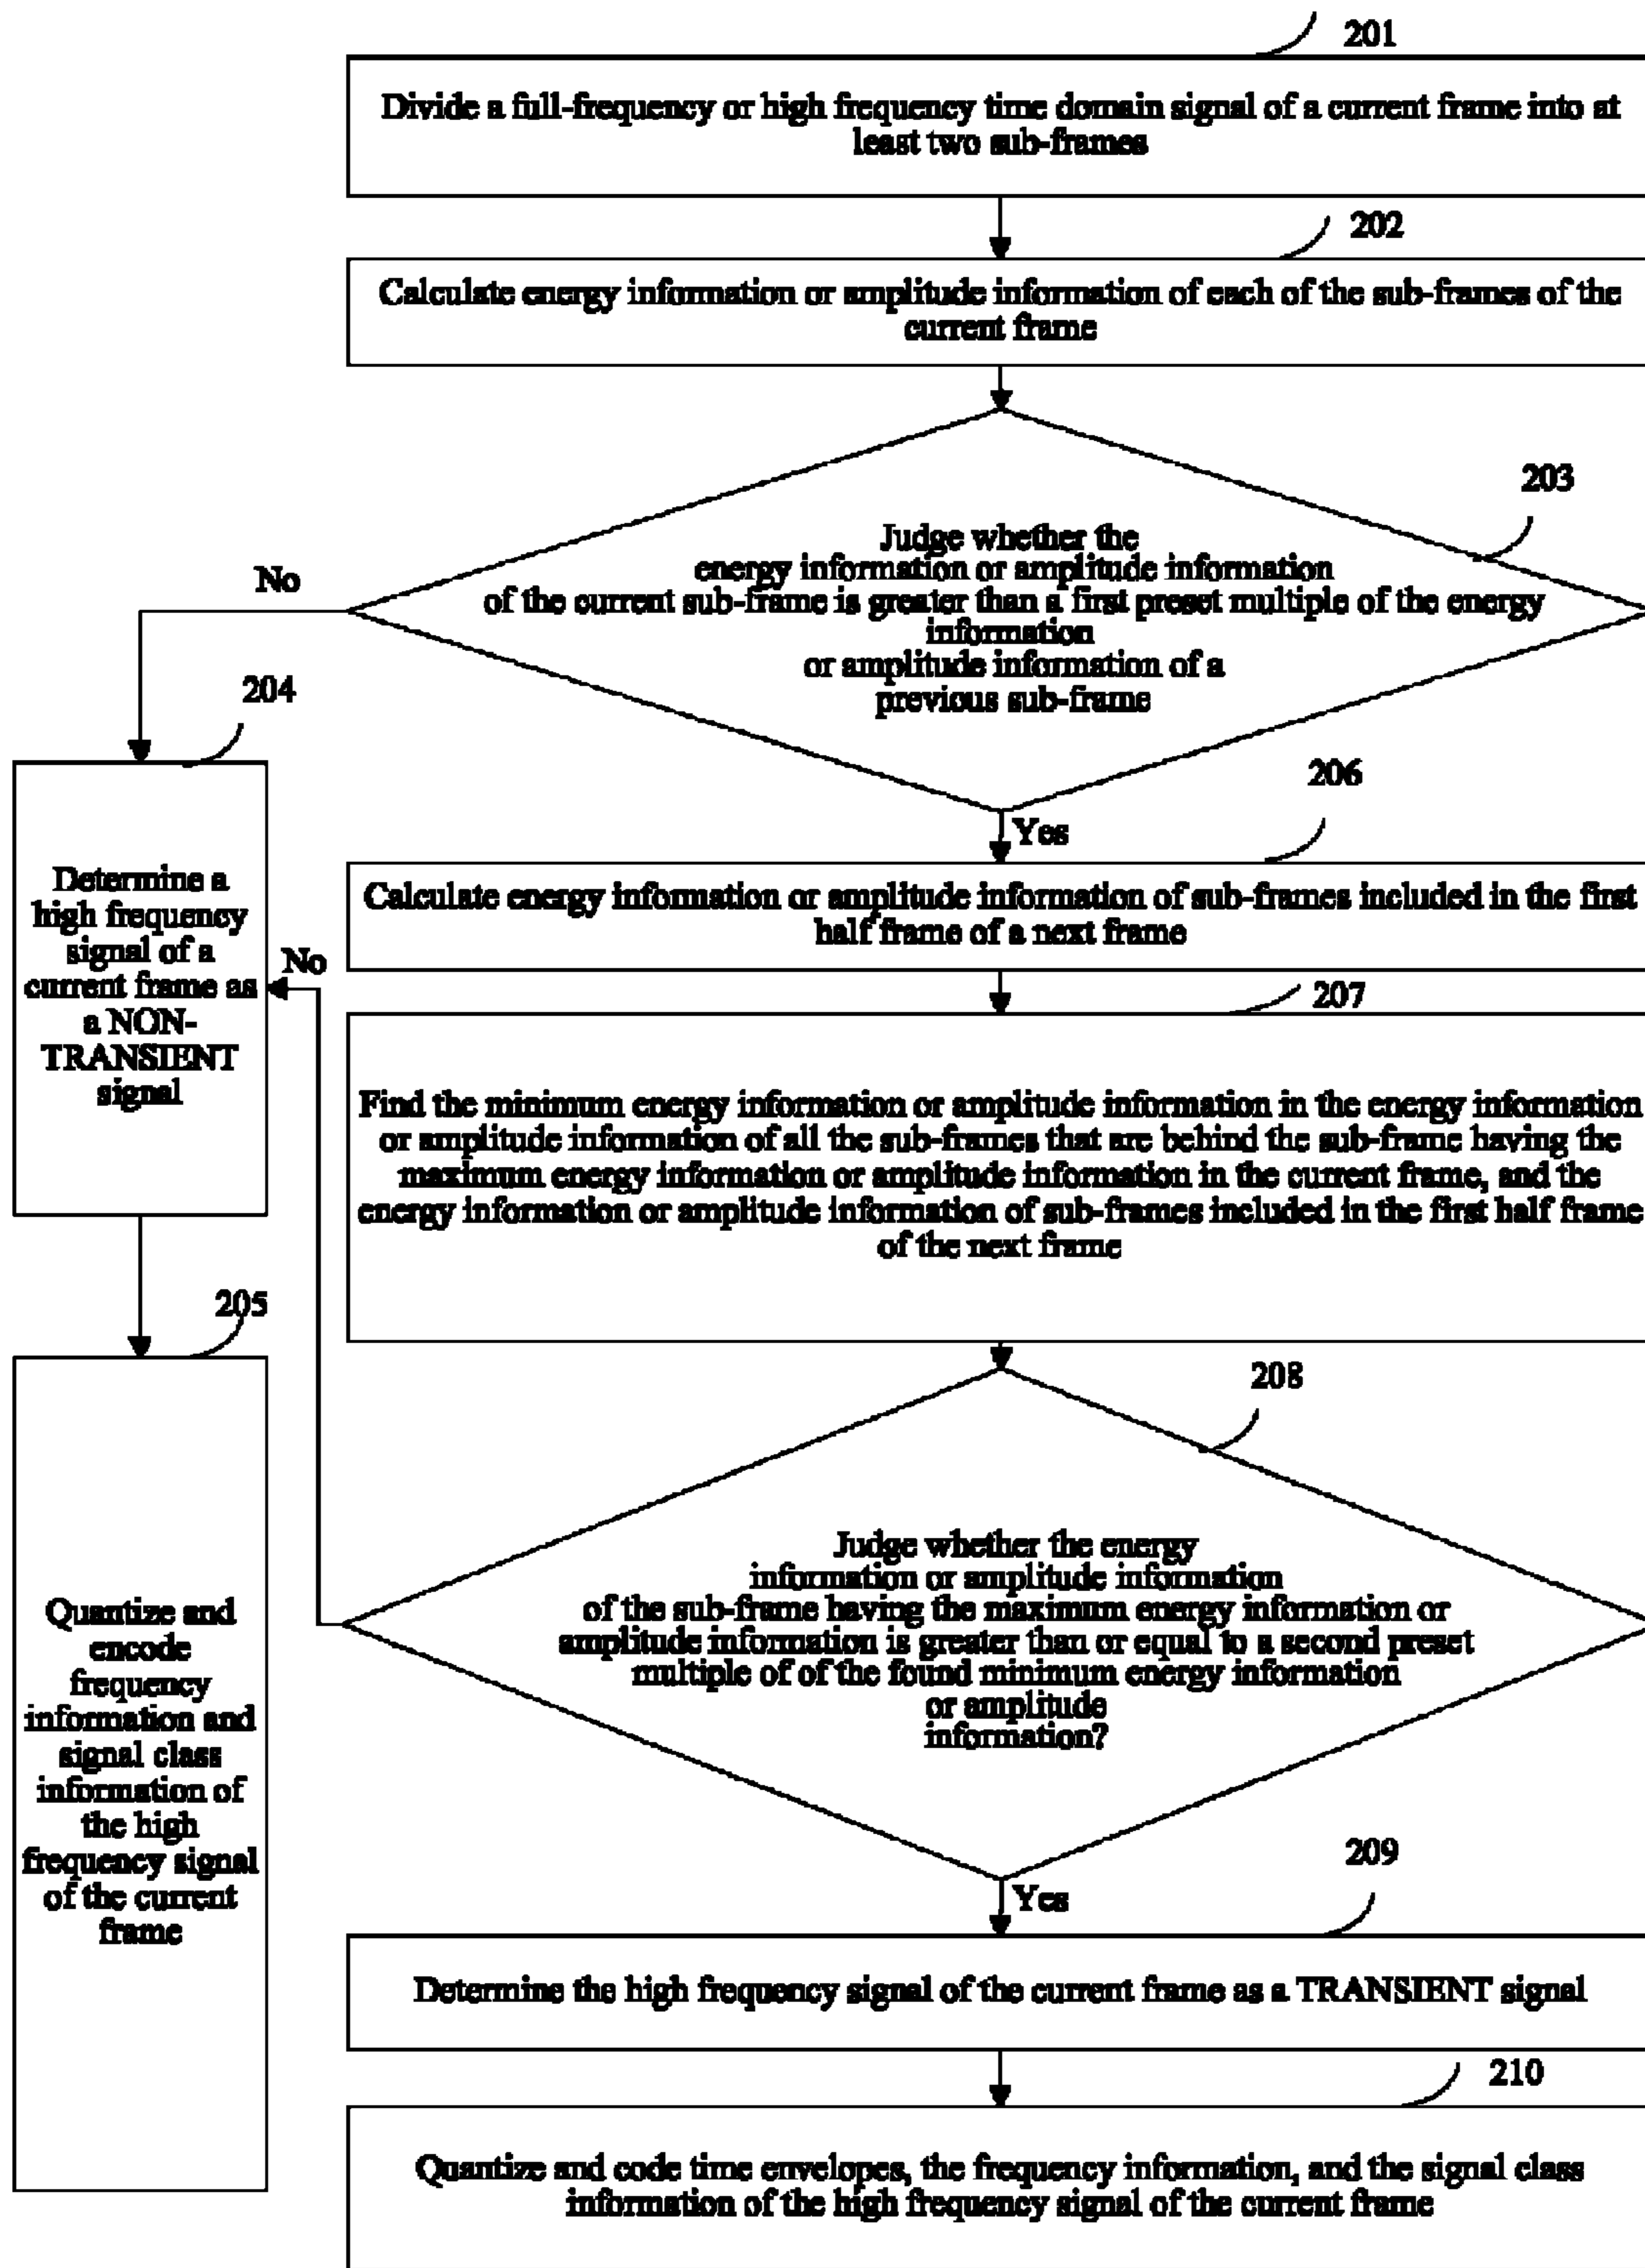 201
Divide a full-frequency or high frequency time domain signal of a current frame into at
least two sub-frames
202
Calculate energy information or amplitude information of each of the sub-frames of the
current frame
203
Judge whether the
energy information or amplitude information
of the current sub-frame is greater than a first preset multiple of the energy
information
or amplitude information of a
previous sub-frame
No
204
Determine a
high frequency
signal of a
current frame as
a NON-
TRANSIENT
signal
205
Quantize and
encode
frequency
information and
signal class
information of
the high
frequency signal
of the current
frame
Yes
206
Calculate energy information or amplitude information of sub-frames included in the first
half frame of a next frame
207
Find the minimum energy information or amplitude information in the energy information
or amplitude information of all the sub-frames that are behind the sub-frame having the
maximum energy information or amplitude information in the current frame, and the
energy information or amplitude information of sub-frames included in the first half frame
of the next frame
208
Judge whether the energy
information or amplitude information
of the sub-frame having the maximum energy information or
amplitude information is greater than or equal to a second preset
multiple of of the found minimum energy information
or amplitude
information?
No
Yes
209
Determine the high frequency signal of the current frame as a TRANSIENT signal
210
Quantize and code time envelopes, the frequency information, and the signal class
information of the high frequency signal of the current frame